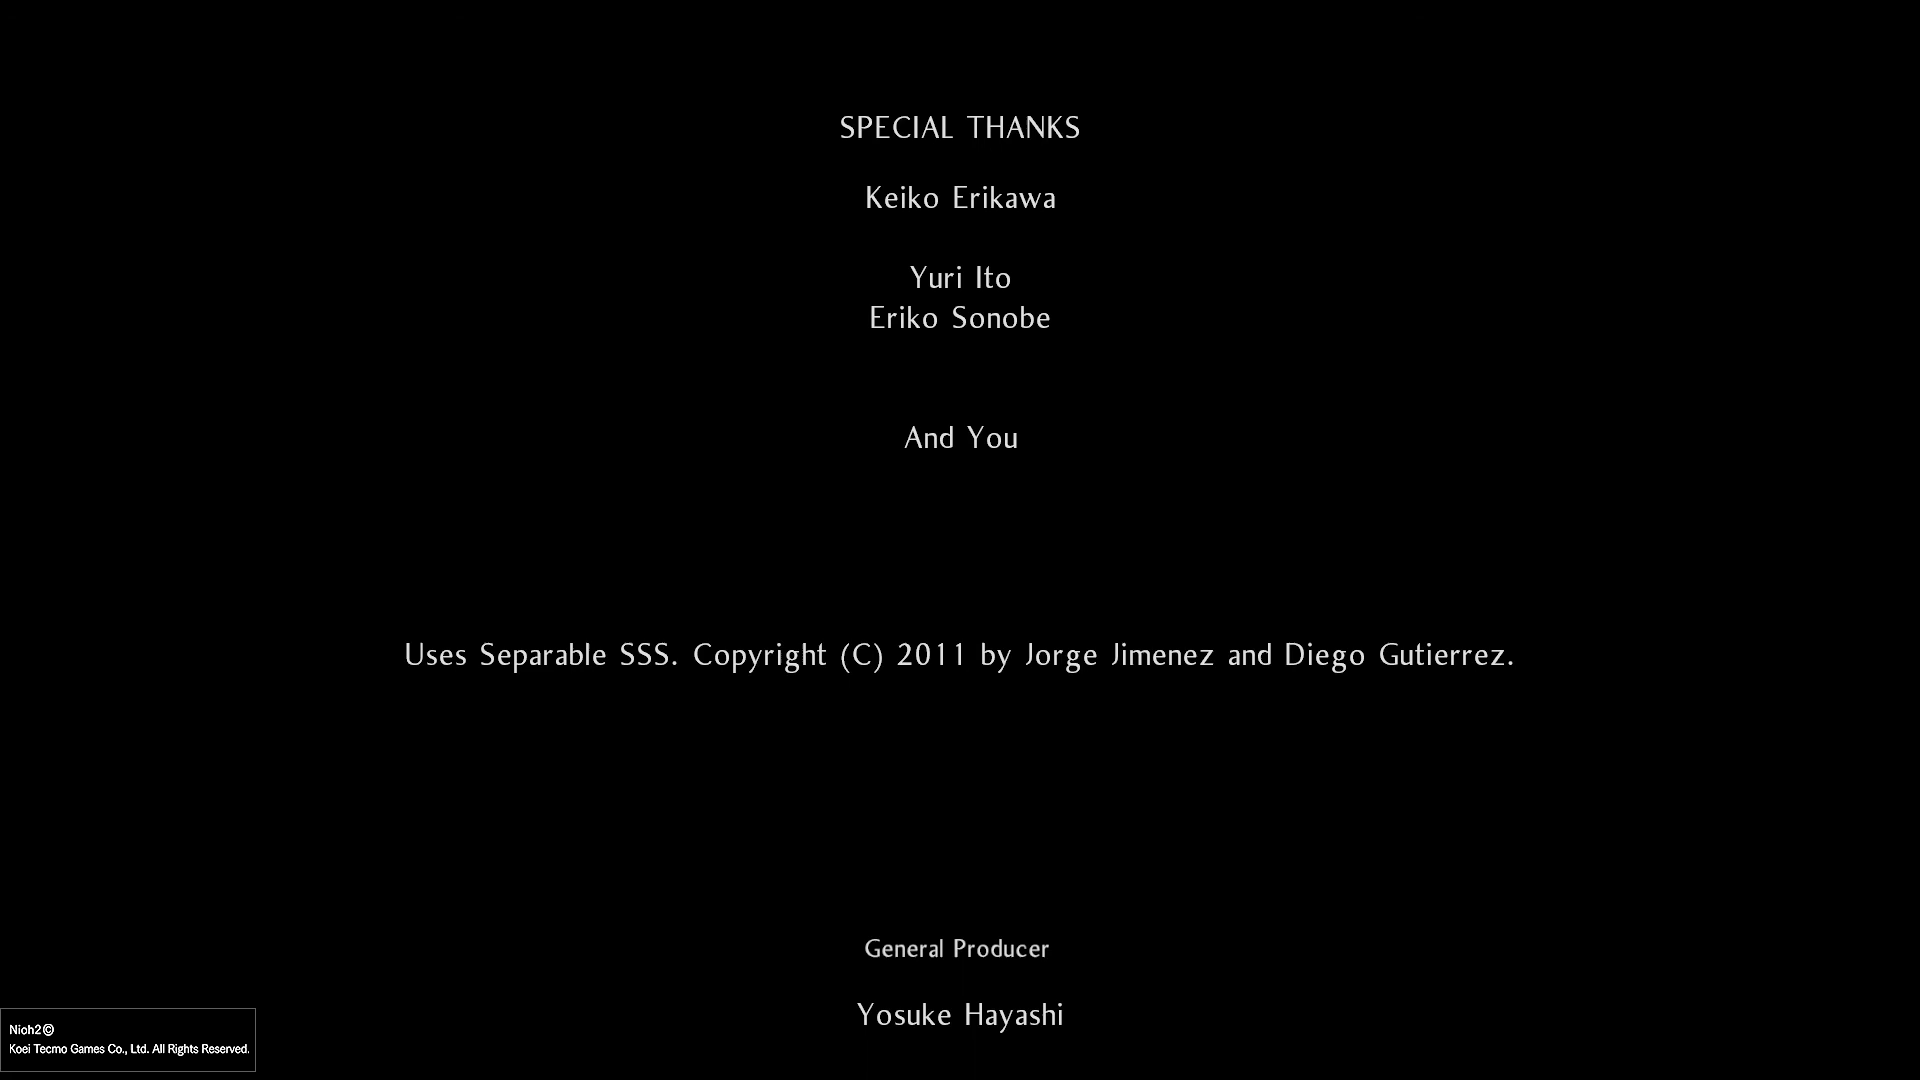 SPECIAL THANKS
Keiko Erikawa
Yuri Ito
Eriko Sonobe
And You
Uses Separable SSS. Copyright (C) 2011 by Jorge Jimenez and Diego Gutierrez.
General Producer
Yosuke Hayashi
Nioh2©
Koei Tecmo Games Co., Ltd. All Rights Reserved.